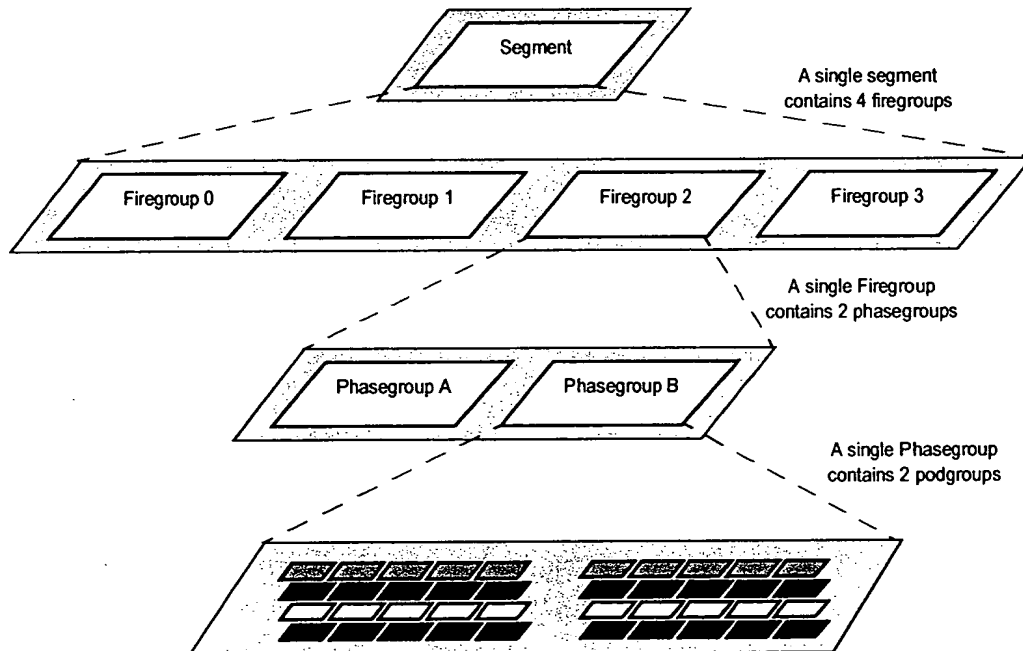 Segment
A single segment
contains 4 firegroups
Firegroup 0
Firegroup 1
Firegroup 2
Firegroup 3
A single Firegroup
contains 2 phasegroups
Phasegroup A
Phasegroup B
A single Phasegroup
contains 2 podgroups